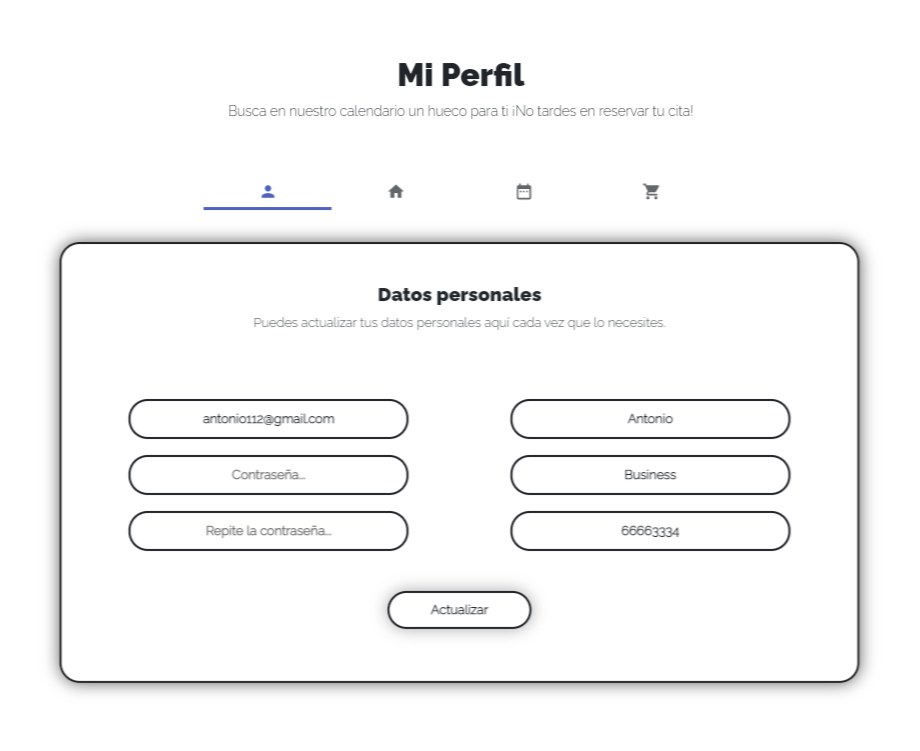 Mi Perfil
Busca en nuestro calendario un hueco para ti ¡No tardes en reservar tu cita!
Datos personales
Puedes actualizar tus datos personales aquí cada vez que lo necesites.
antonio112@gmail.com
Antonio
Contraseña...
Business
Repite la contraseña...
66663334
Actualizar